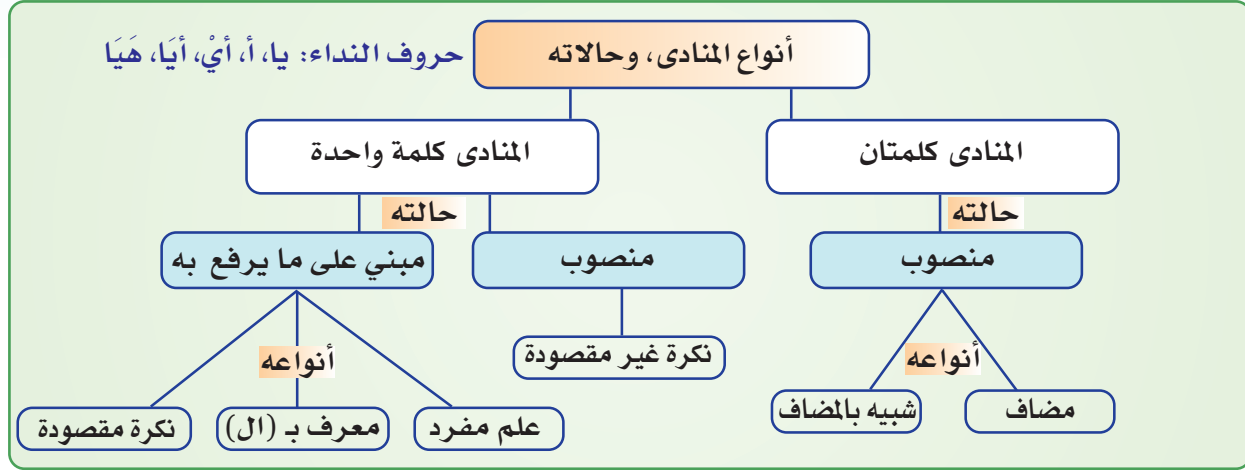 أنواع المنادى، وحالاته
حروف النداء: يا، أ، أيْ، أيَا، هَيَا
المنادى كلمتان
المنادى كلمة واحدة
حالته
حالته
منصوب
منصوب
مبني على ما يرفع به
أنواعه
نكرة غير مقصودة
أنواعه
مضاف
شبيه بالمضاف
علم مفرد
معرف بـ (ال)
نكرة مقصودة